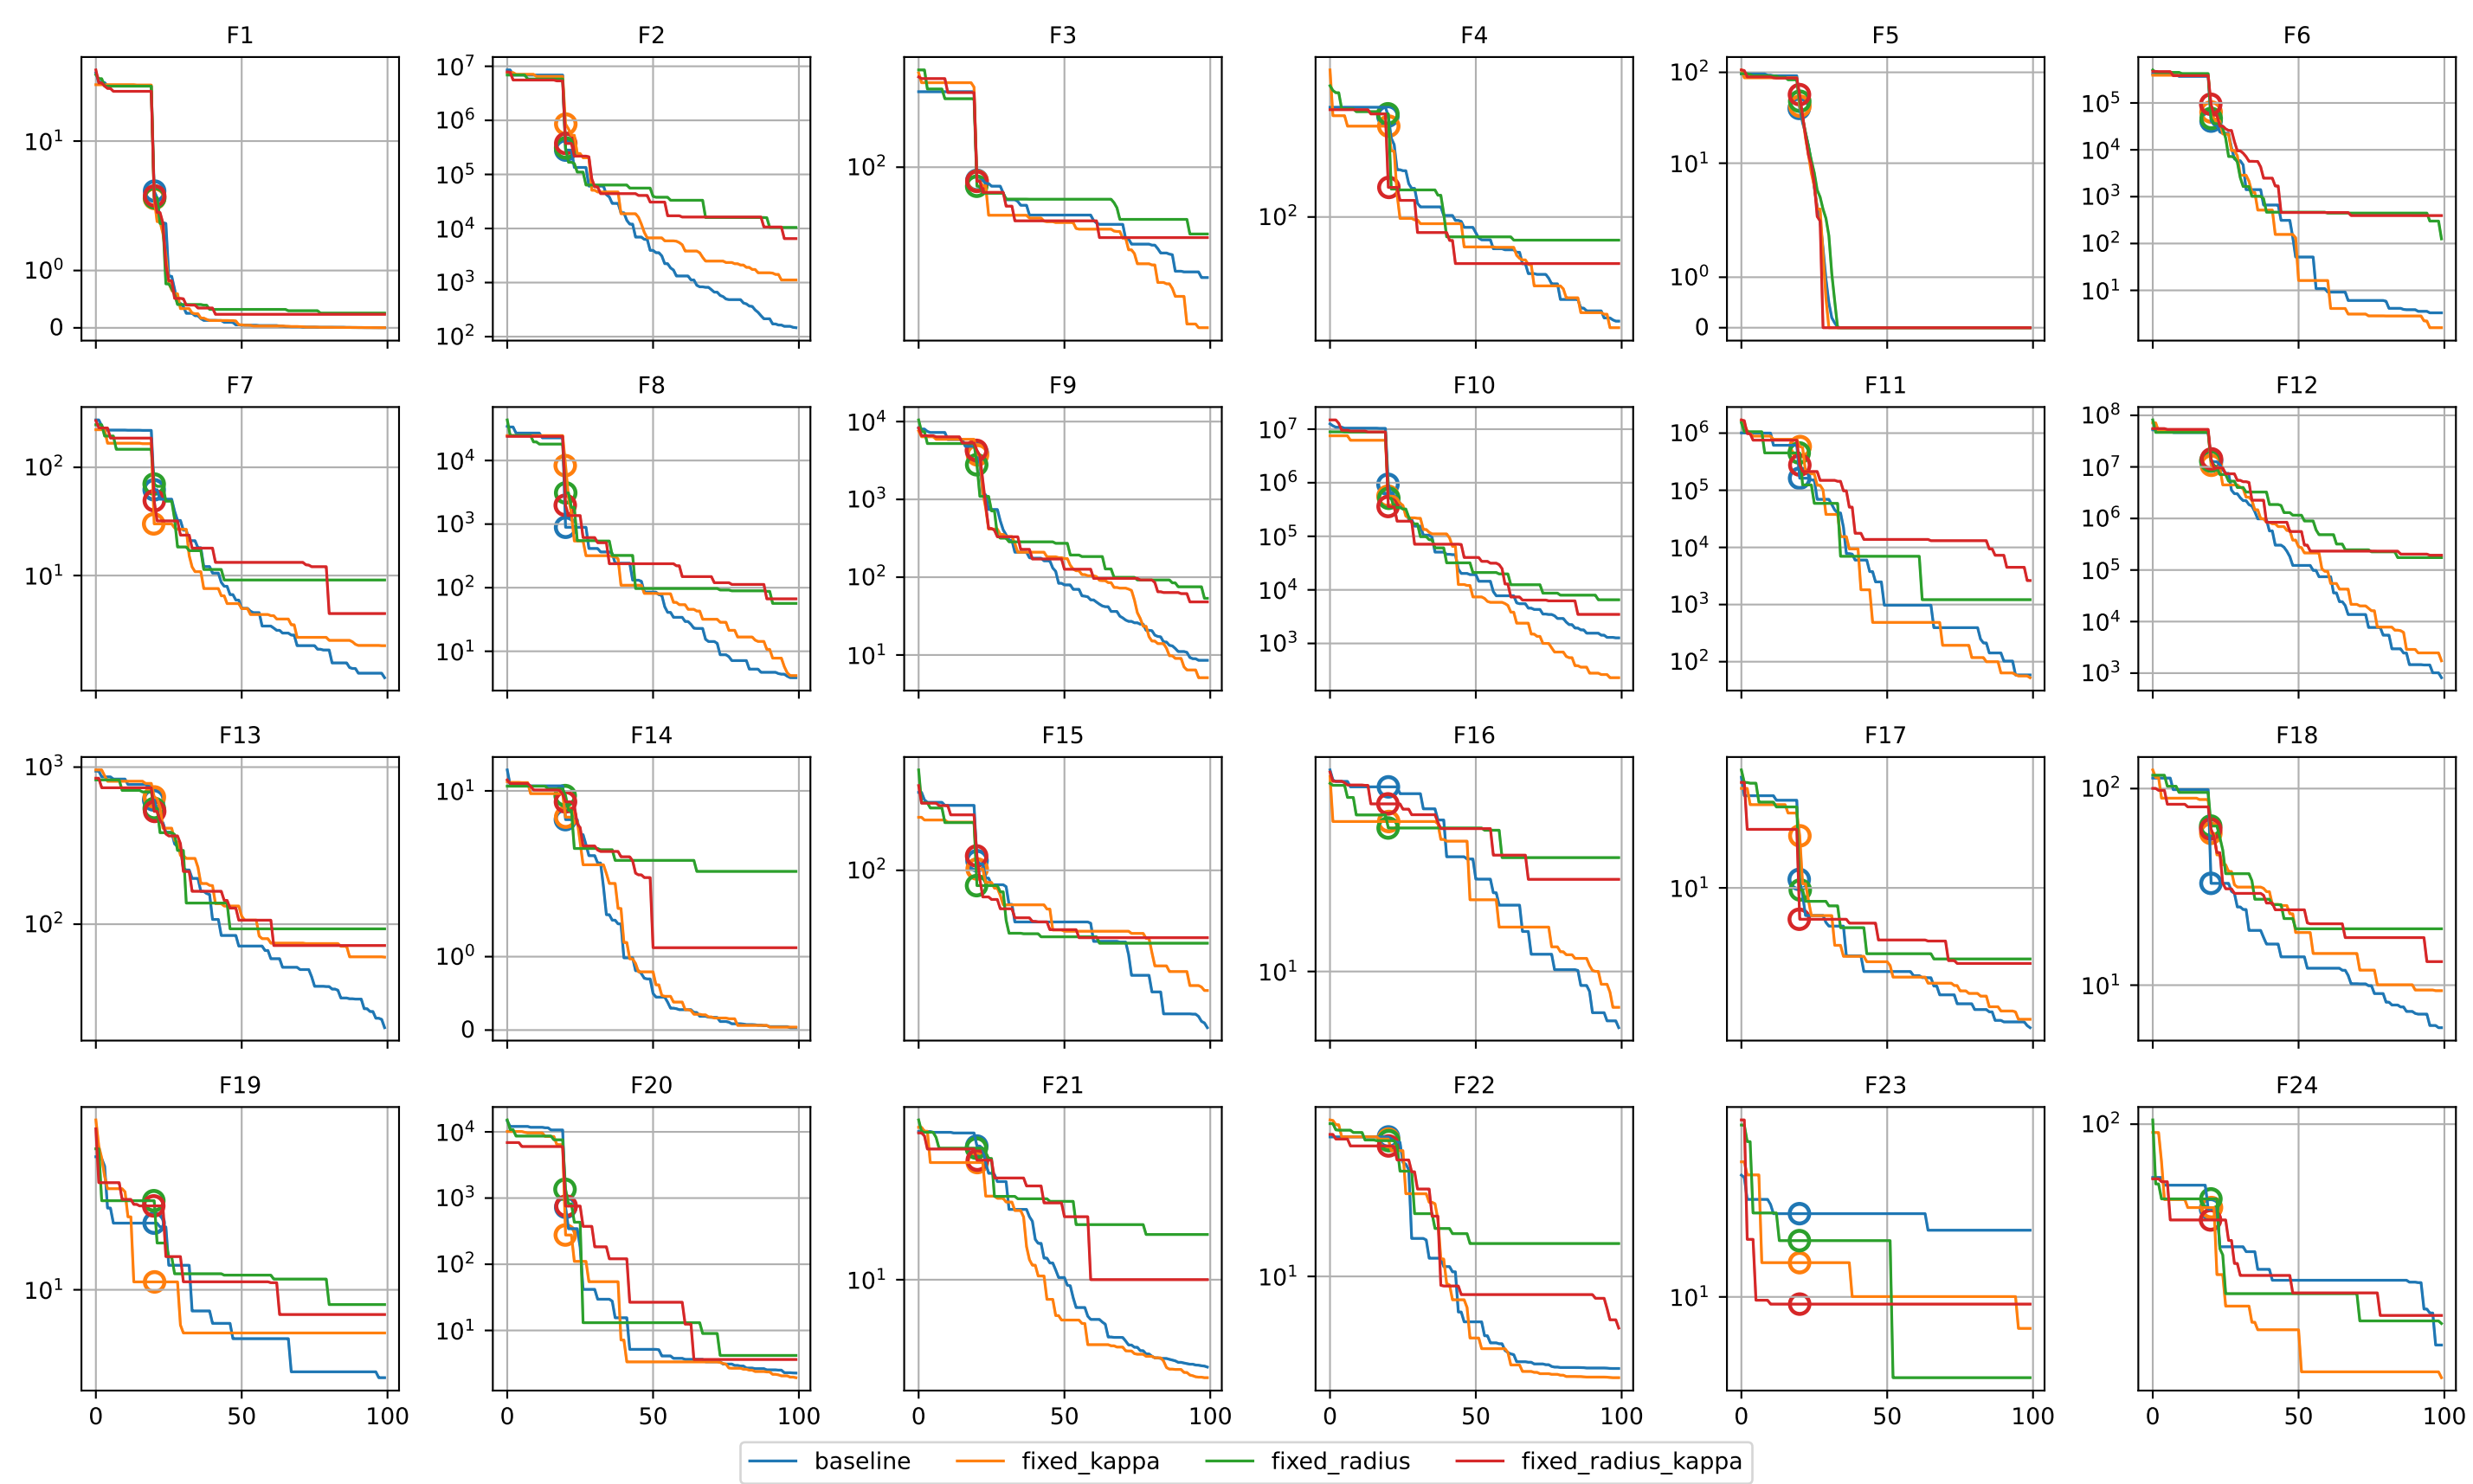 F1 F2 F3 F4 F5 F6
10¹ 10⁰ 0
10⁷ 10⁶ 10⁵ 10⁴ 10³ 10²
10²
10²
10² 10¹ 10⁰ 0
10⁵ 10⁴ 10³ 10² 10¹
F7 F8 F9 F10 F11 F12
10² 10¹
10⁴ 10³ 10² 10¹
10⁴ 10³ 10² 10¹
10⁷ 10⁶ 10⁵ 10⁴ 10³
10⁶ 10⁵ 10⁴ 10³ 10²
10⁸ 10⁷ 10⁶ 10⁵ 10⁴ 10³
F13 F14 F15 F16 F17 F18
10³ 10²
10¹ 10⁰ 0
10²
10¹
10¹
10² 10¹
F19 F20 F21 F22 F23 F24
10¹
10⁴ 10³ 10² 10¹
10¹
10¹
10¹
10²
0 50 100 0 50 100 0 50 100 0 50 100 0 50 100 0 50 100
baseline fixed_kappa fixed_radius fixed_radius_kappa